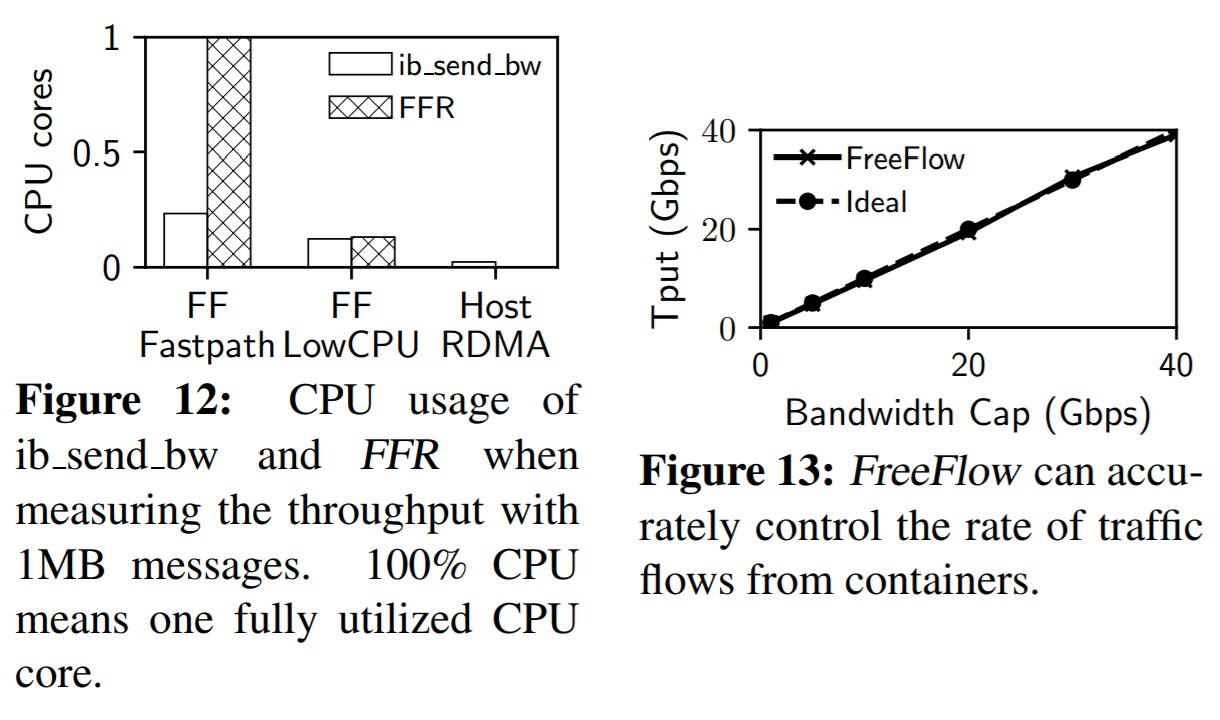 1
0.5
0
CPU cores
ib_send_bw
FFR
FF
Fastpath
FF
LowCPU
Host
RDMA
Figure 12: CPU usage of
ib_send_bw and FFR when
measuring the throughput with
1MB messages. 100% CPU
means one fully utilized CPU
core.
40
20
0
Tput (Gbps)
FreeFlow
Ideal
0 20 40
Bandwidth Cap (Gbps)
Figure 13: FreeFlow can accu-
rately control the rate of traffic
flows from containers.